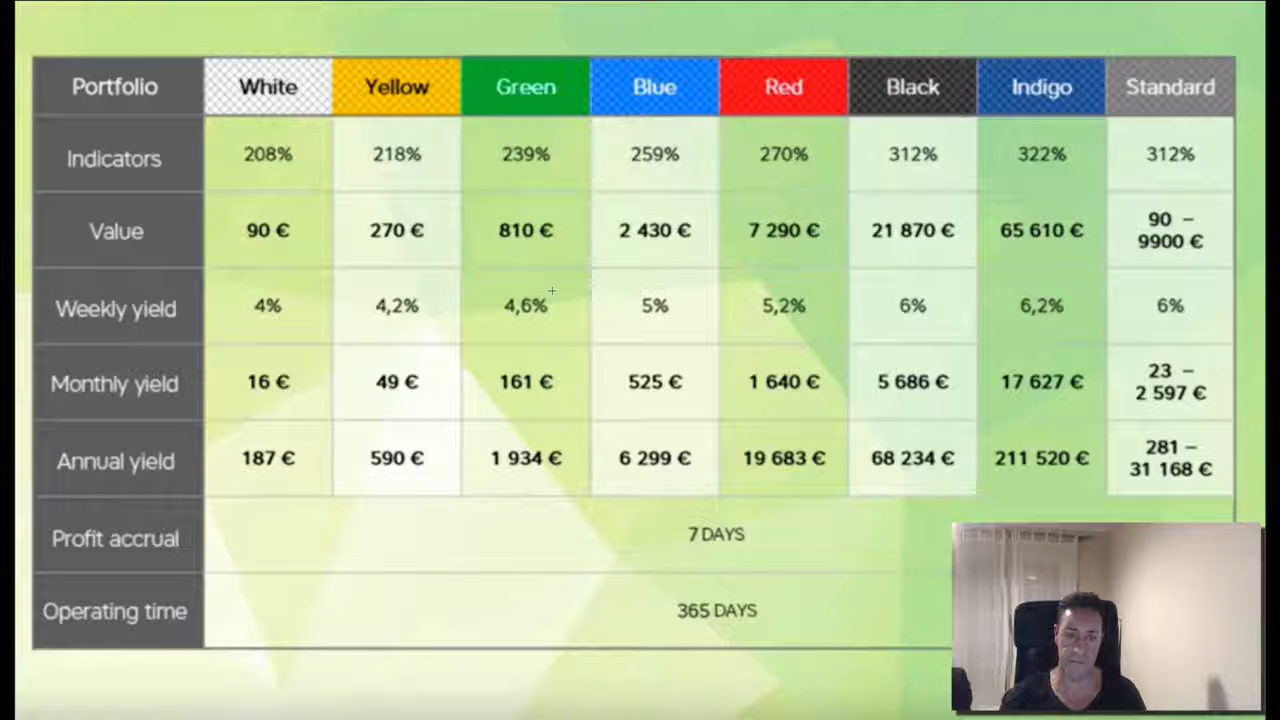 Portfolio White Yellow Green Blue Red Black Indigo Standard
Indicators 208% 218% 239% 259% 270% 312% 322% 312%
Value 90 € 270 € 810 € 2 430 € 7 290 € 21 870 € 65 610 € 90 –
9900 €
Weekly yield 4% 4,2% 4,6% 5% 5,2% 6% 6,2% 6%
Monthly yield 16 € 49 € 161 € 525 € 1 640 € 5 686 € 17 627 € 23 –
2 597 €
Annual yield 187 € 590 € 1 934 € 6 299 € 19 683 € 68 234 € 211 520 € 281 –
31 168 €
Profit accrual 7 DAYS
Operating time 365 DAYS